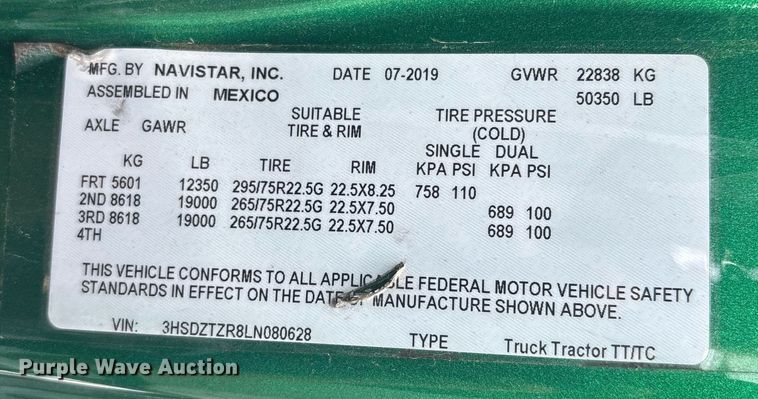 MFG. BY NAVISTAR, INC. DATE 07-2019 GVWR 22838 KG
ASSEMBLED IN MEXICO 50350 LB
SUITABLE TIRE PRESSURE
AXLE GAWR TIRE & RIM (COLD)
SINGLE DUAL
KG LB TIRE RIM KPA PSI KPA PSI
FRT 5601 12350 295/75R22.5G 22.5X8.25 758 110
2ND 8618 19000 265/75R22.5G 22.5X7.50 689 100
3RD 8618 19000 265/75R22.5G 22.5X7.50 689 100
4TH
THIS VEHICLE CONFORMS TO ALL APPLICABLE FEDERAL MOTOR VEHICLE SAFETY
STANDARDS IN EFFECT ON THE DATE OF MANUFACTURE SHOWN ABOVE.
VIN: 3HSDZTZR8LN080628 TYPE Truck Tractor TT/TC
Purple Wave Auction